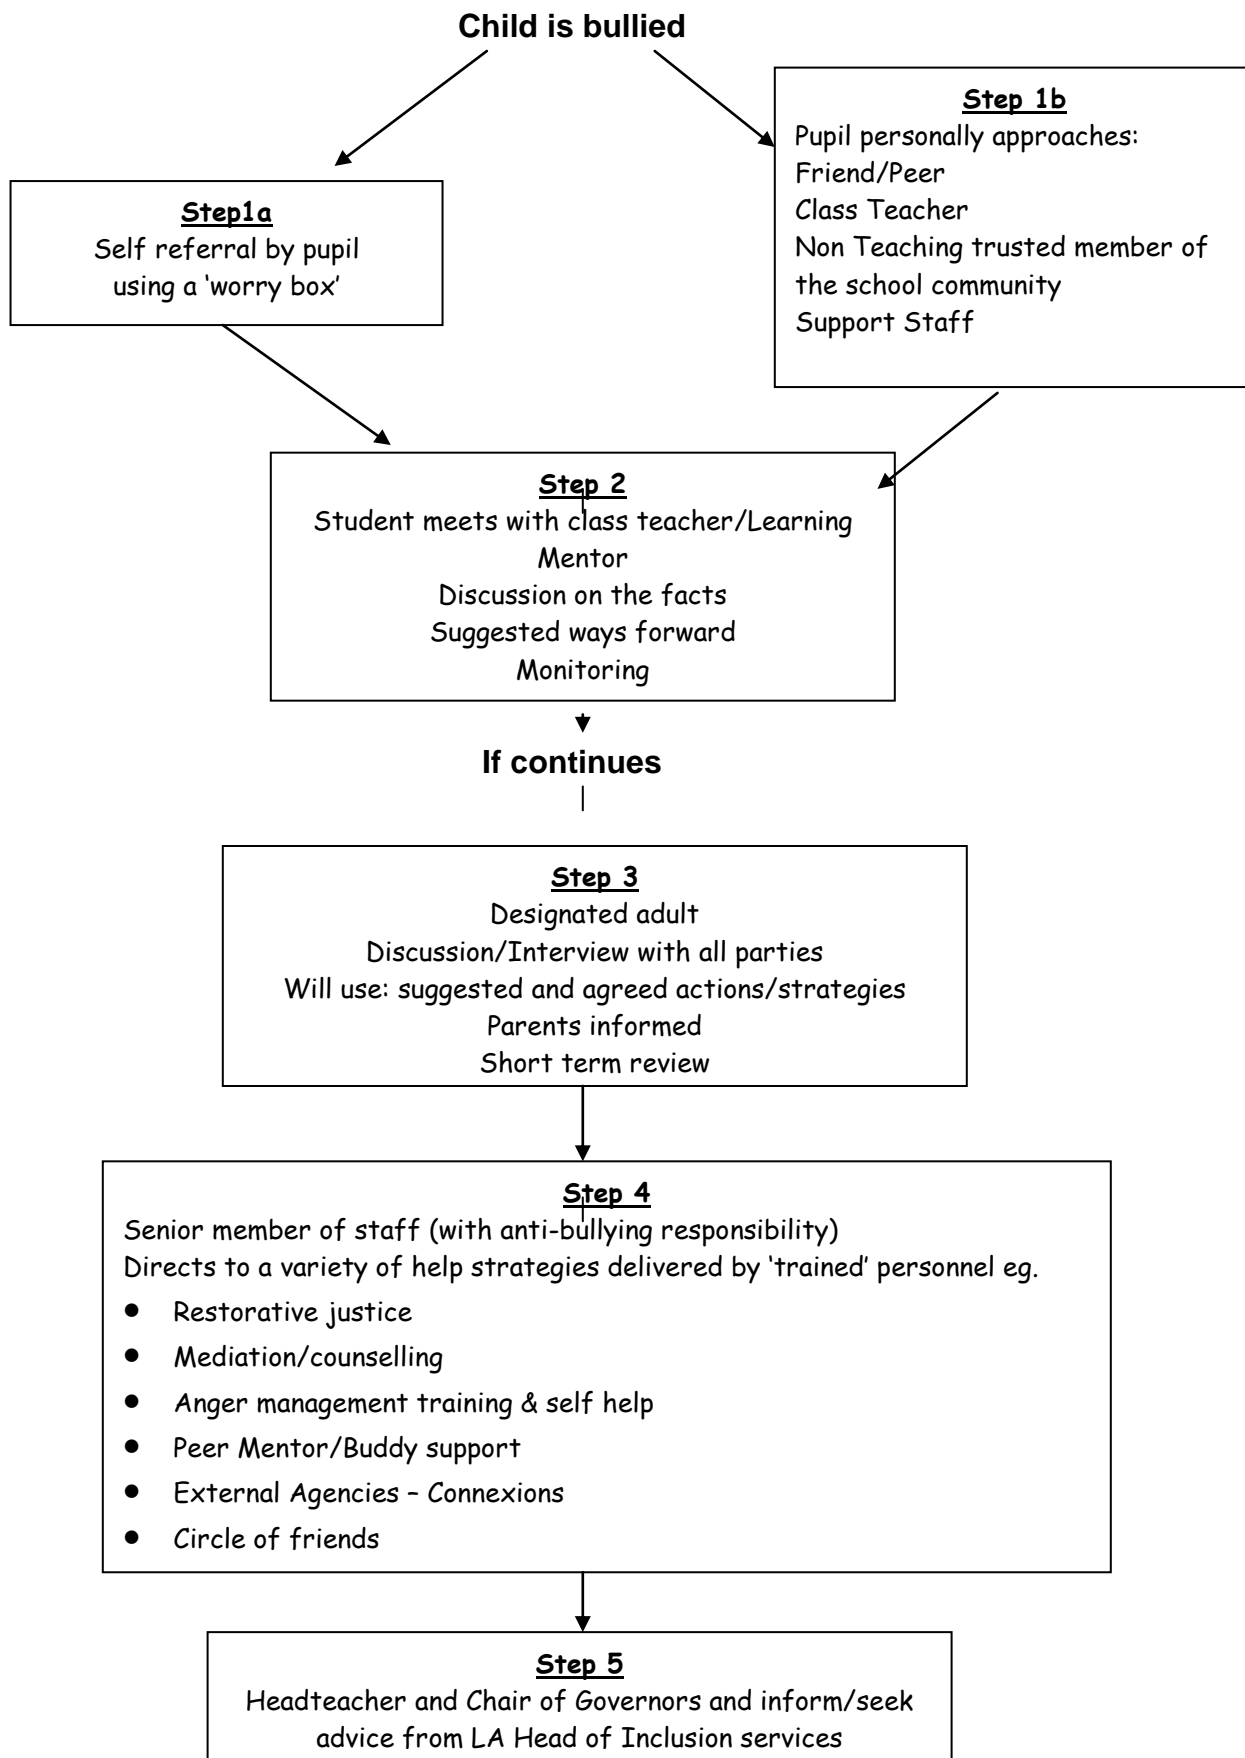 Child is bullied
Step1a
Self referral by pupil
using a ‘worry box’
Step 1b
Pupil personally approaches:
Friend/Peer
Class Teacher
Non Teaching trusted member of
the school community
Support Staff
Step 2
Student meets with class teacher/Learning
Mentor
Discussion on the facts
Suggested ways forward
Monitoring
If continues
Step 3
Designated adult
Discussion/Interview with all parties
Will use: suggested and agreed actions/strategies
Parents informed
Short term review
Step 4
Senior member of staff (with anti-bullying responsibility)
Directs to a variety of help strategies delivered by ‘trained’ personnel eg.
● Restorative justice
● Mediation/counselling
● Anger management training & self help
● Peer Mentor/Buddy support
● External Agencies – Connexions
● Circle of friends
Step 5
Headteacher and Chair of Governors and inform/seek
advice from LA Head of Inclusion services